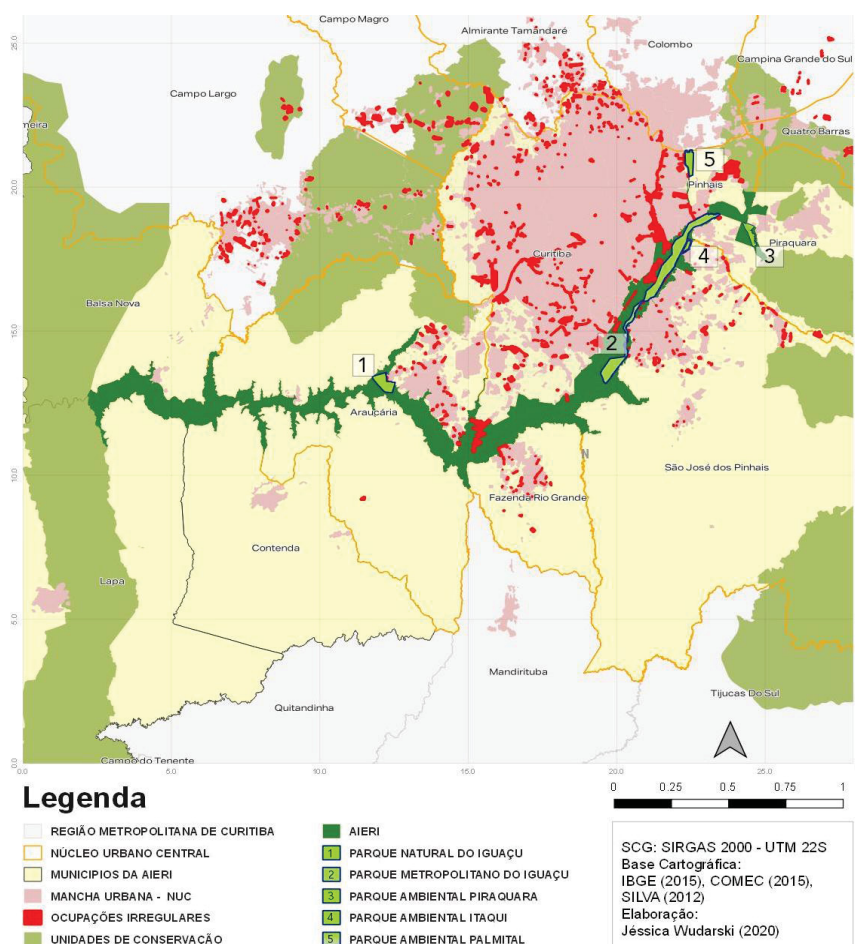 Campo Magro
Almirante Tamandaré
Colombo
25.0
Campina Grande do Sul
Campo Largo
meira
Quatro Barras
5
20.0
Pinhais
Curitiba
4
Piraquara
3
Balsa Nova
15.0
2
1
Araucária
10.0
N
São José dos Pinhais
Fazenda Rio Grande
Contenda
Lapa
5.0
Mandirituba
Tijucas Do Sul
Quitandinha
Campo do Tenente
0.0
0.0 5.0 10.0 15.0 20.0 25.0
Legenda
0 0.25 0.5 0.75 1
REGIÃO METROPOLITANA DE CURITIBA
NÚCLEO URBANO CENTRAL
MUNICIPIOS DA AIERI
MANCHA URBANA - NUC
OCUPAÇÕES IRREGULARES
UNIDADES DE CONSERVAÇÃO
AIERI
1 PARQUE NATURAL DO IGUAÇU
2 PARQUE METROPOLITANO DO IGUAÇU
3 PARQUE AMBIENTAL PIRAQUARA
4 PARQUE AMBIENTAL ITAQUI
5 PARQUE AMBIENTAL PALMITAL
SCG: SIRGAS 2000 - UTM 22S
Base Cartográfica:
IBGE (2015), COMEC (2015),
SILVA (2012)
Elaboração:
Jéssica Wudarski (2020)